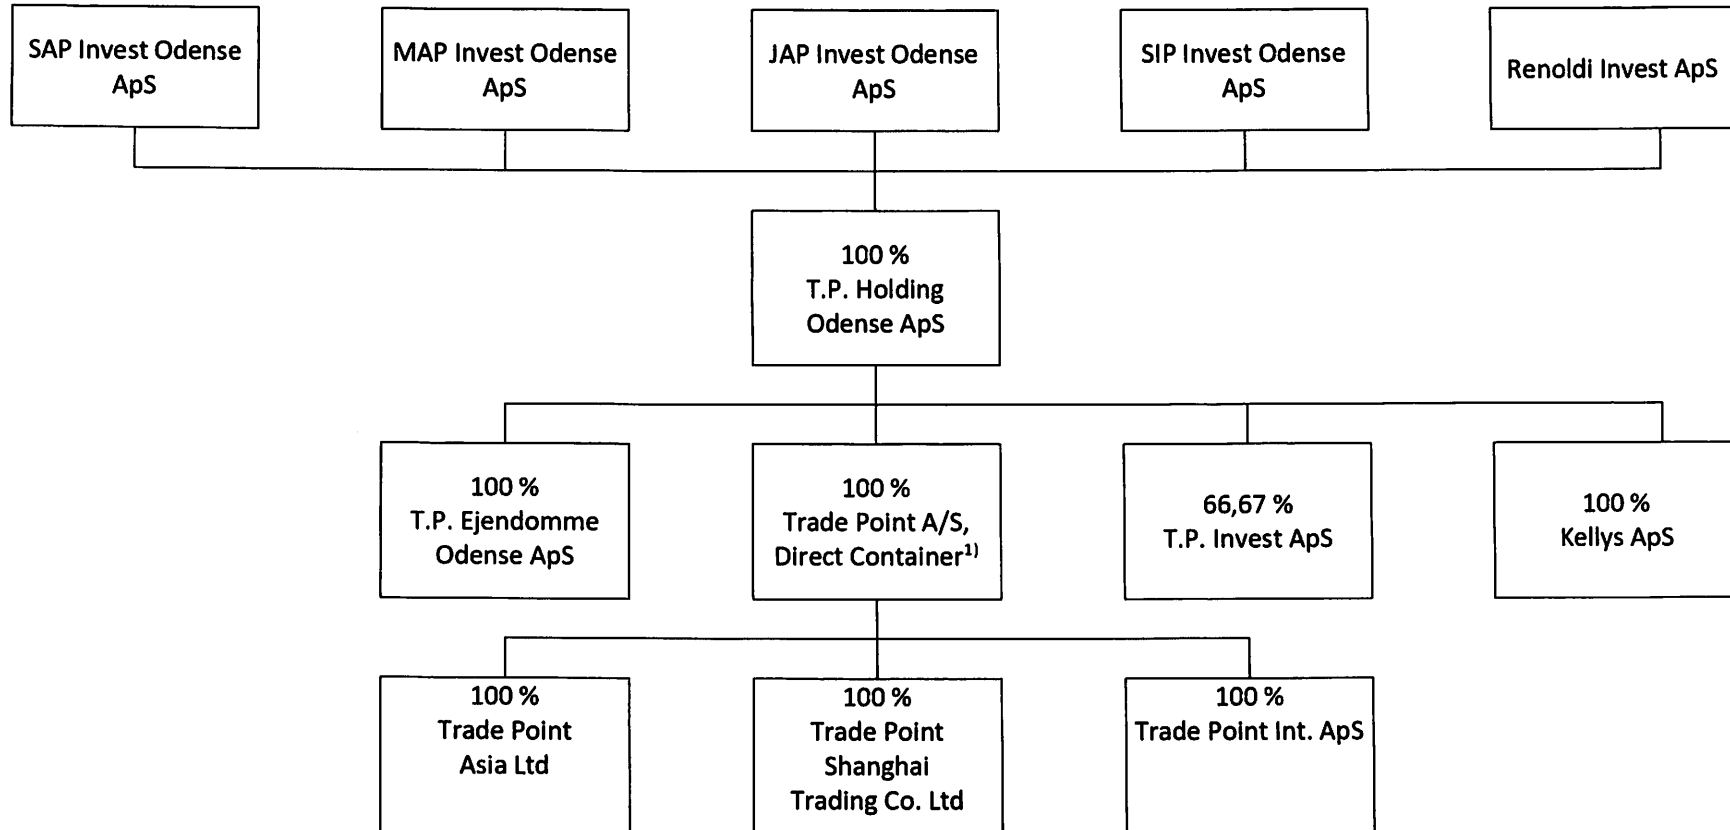 SAP Invest Odense
ApS
MAP Invest Odense
ApS
JAP Invest Odense
ApS
SIP Invest Odense
ApS
Renoldi Invest ApS
100 %
T.P. Holding
Odense ApS
100 %
T.P. Ejendomme
Odense ApS
100 %
Trade Point A/S,
Direct Container¹⁾
66,67 %
T.P. Invest ApS
100 %
Kellys ApS
100 %
Trade Point
Asia Ltd
100 %
Trade Point
Shanghai
Trading Co. Ltd
100 %
Trade Point Int. ApS